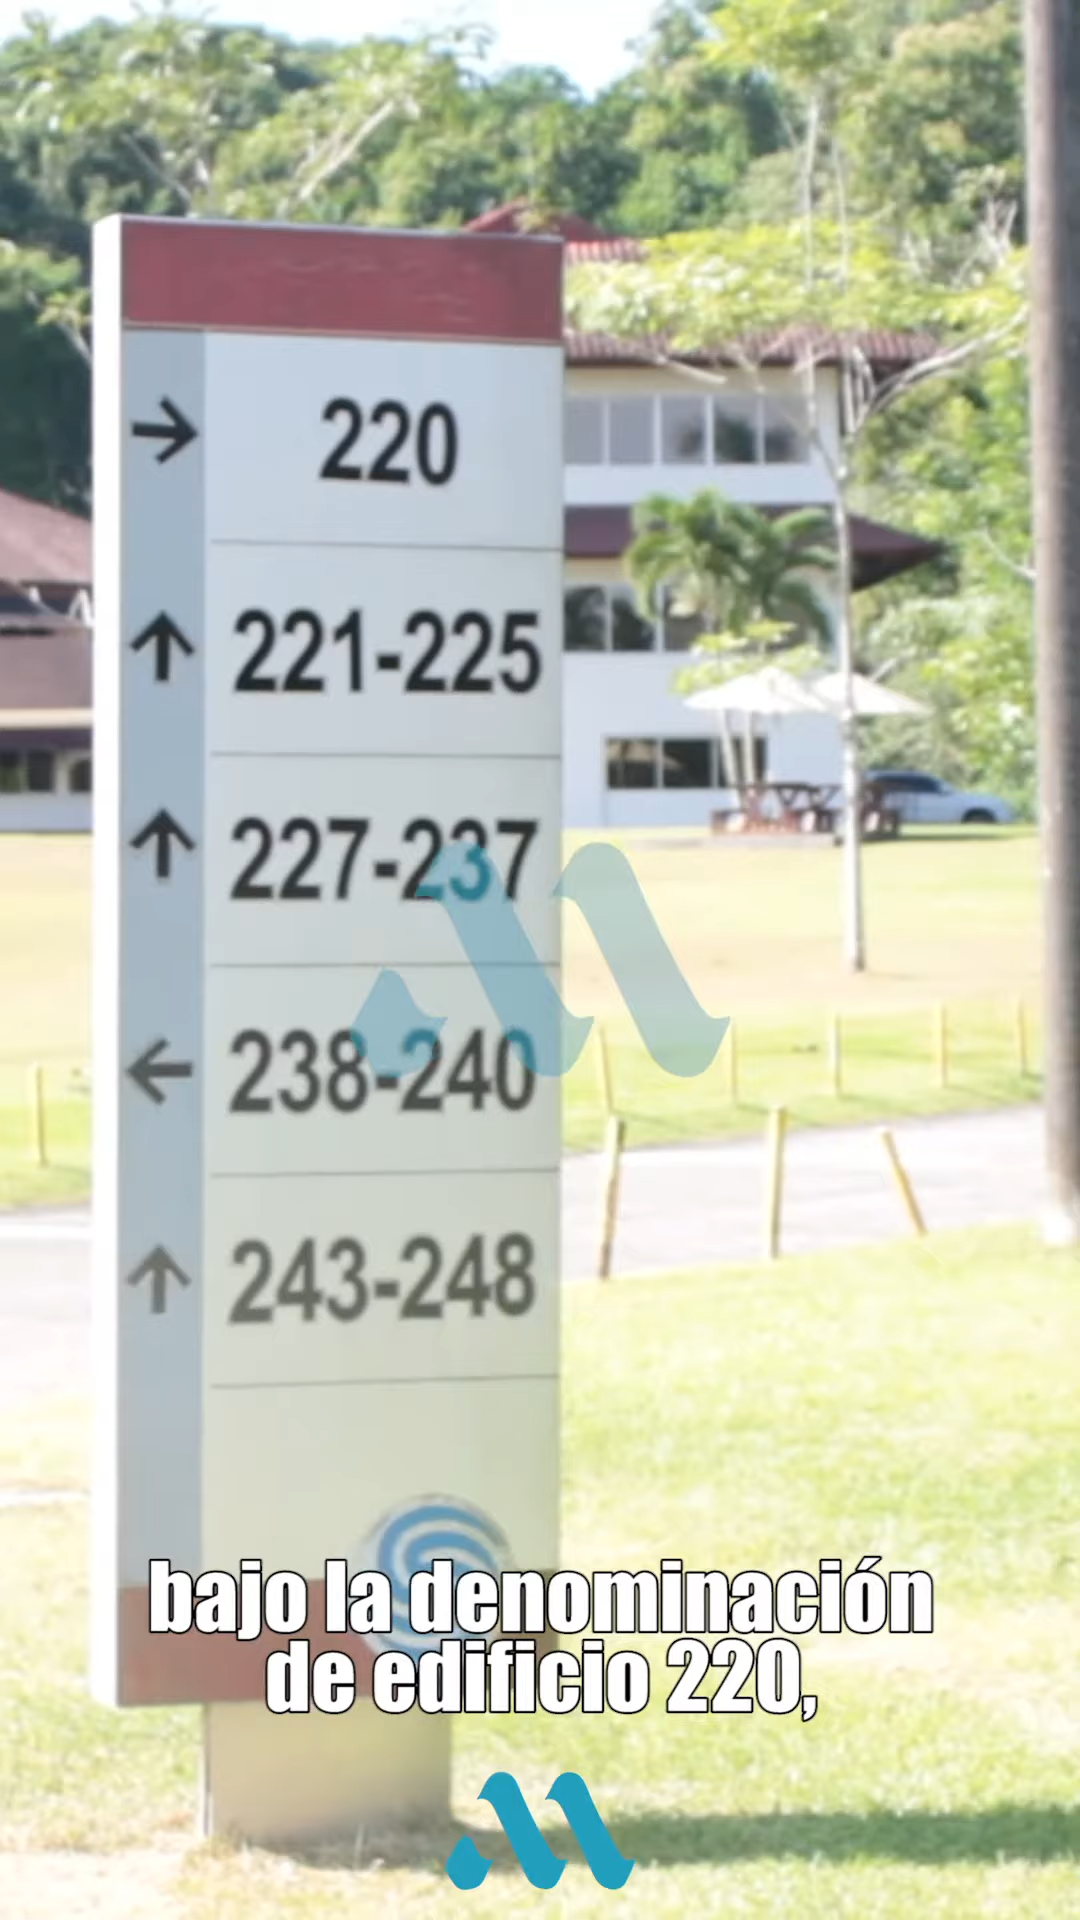 → 220
↑ 221-225
↑ 227-237
← 238-240
↑ 243-248
bajo la denominación
de edificio 220,